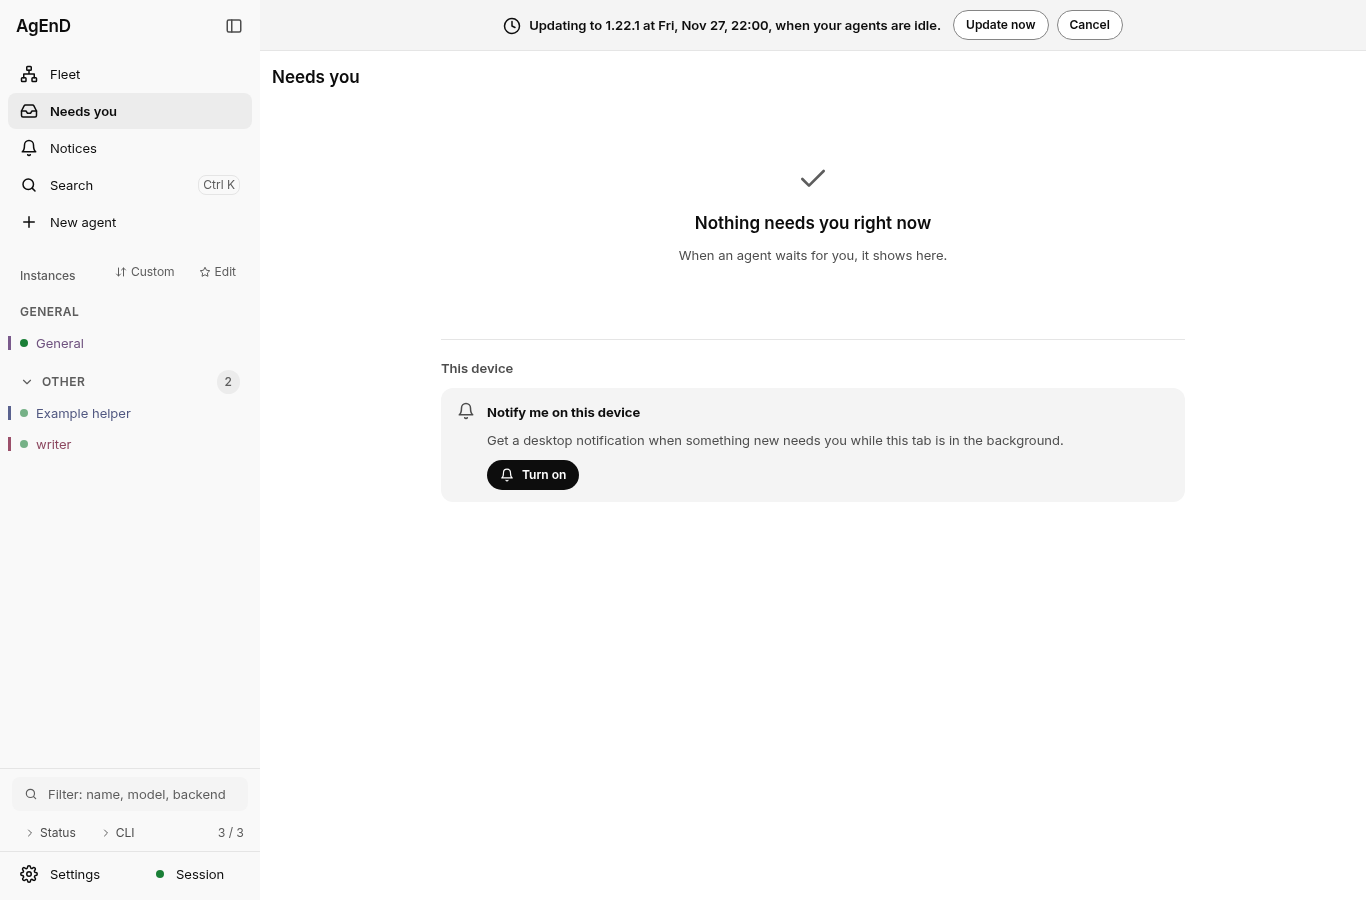 AgEnD
Fleet
Needs you
Notices
Search
Ctrl K
New agent
Instances
Custom
Edit
GENERAL
General
OTHER
2
Example helper
writer
Filter: name, model, backend
Status
CLI
3 / 3
Settings
Session
Updating to 1.22.1 at Fri, Nov 27, 22:00, when your agents are idle.
Update now
Cancel
Needs you
Nothing needs you right now
When an agent waits for you, it shows here.
This device
Notify me on this device
Get a desktop notification when something new needs you while this tab is in the background.
Turn on